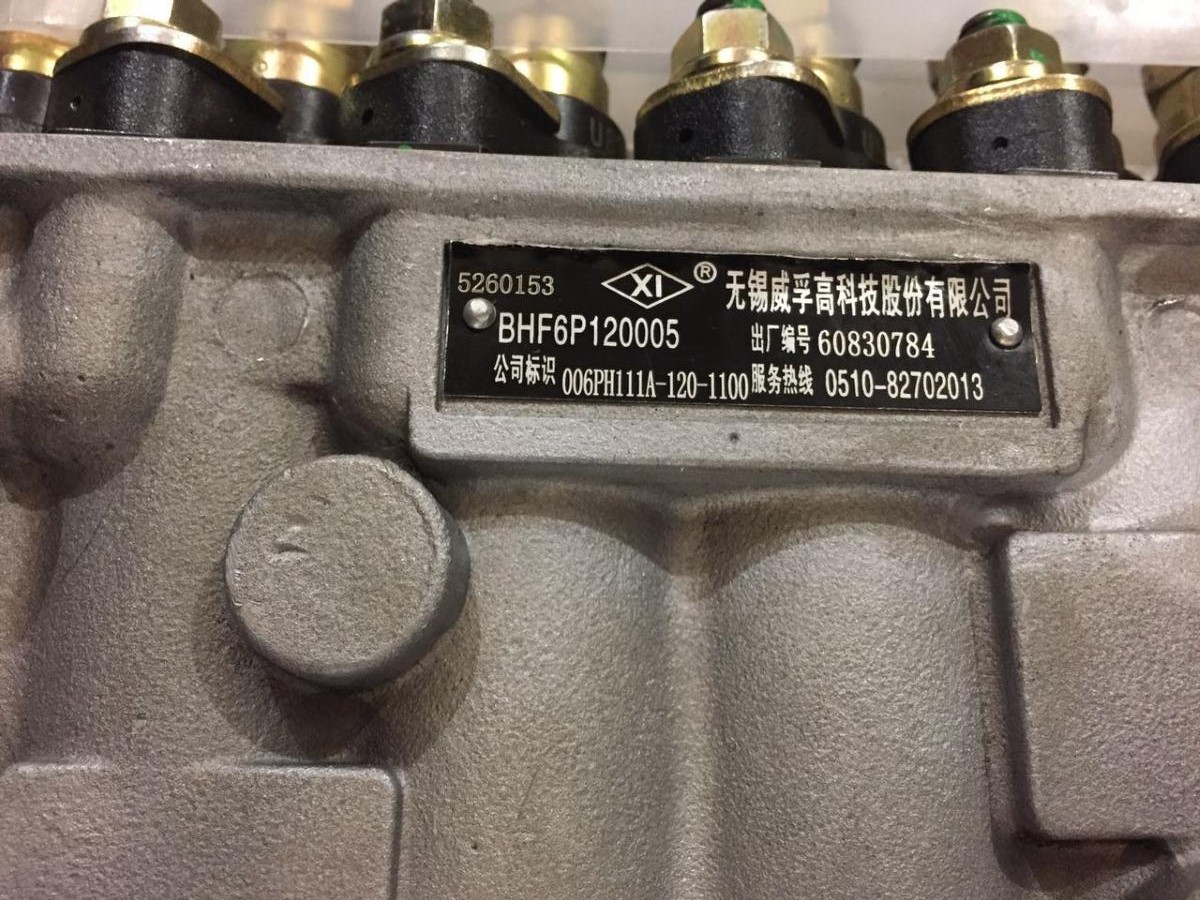 5260153 XI ® 无锡威孚高科技股份有限公司
BHF6P120005 出厂编号 60830784
公司标识 006PH111A-120-1100 服务热线 0510-82702013